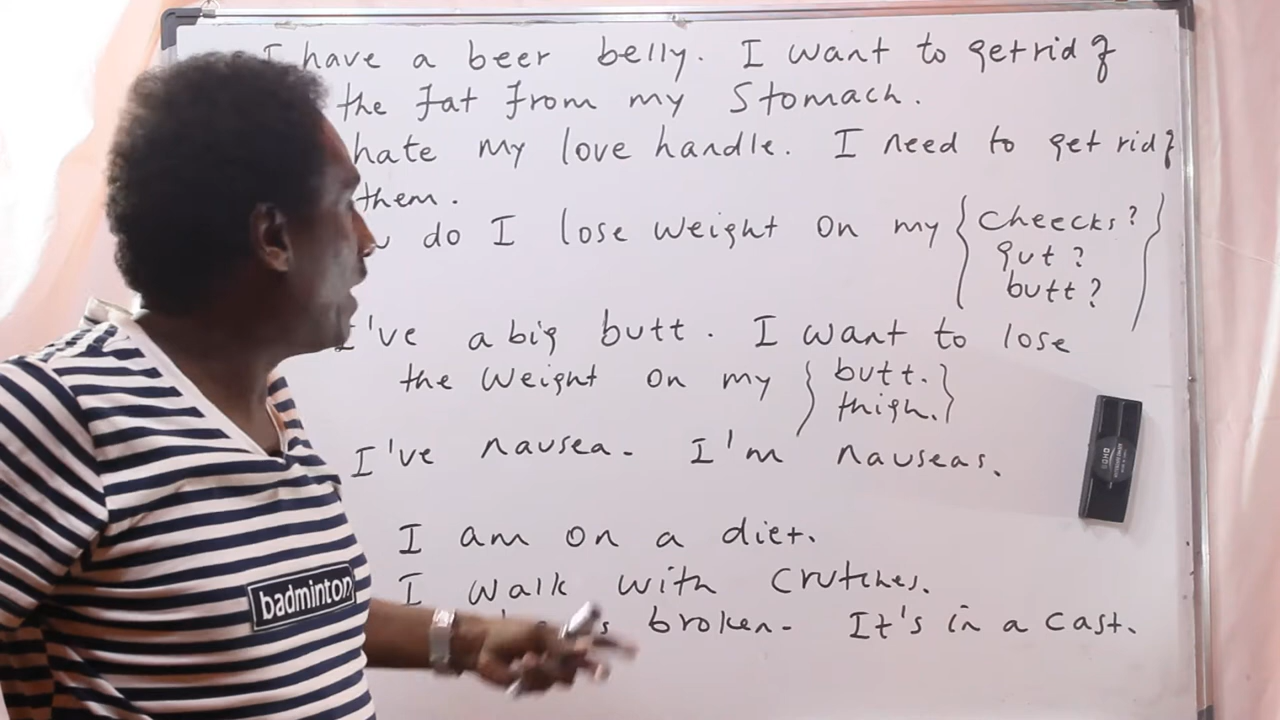 I have a beer belly. I want to get rid of
the fat from my Stomach.
hate my love handle. I need to get rid of
them.
do I lose weight on my { Cheecks? }
gut?
butt?
I've a big butt. I want to lose
the weight on my { butt. }
thigh.
I've nausea. I'm nauseas.
I am on a diet.
I walk with crutches.
broken. It's in a cast.
badminton